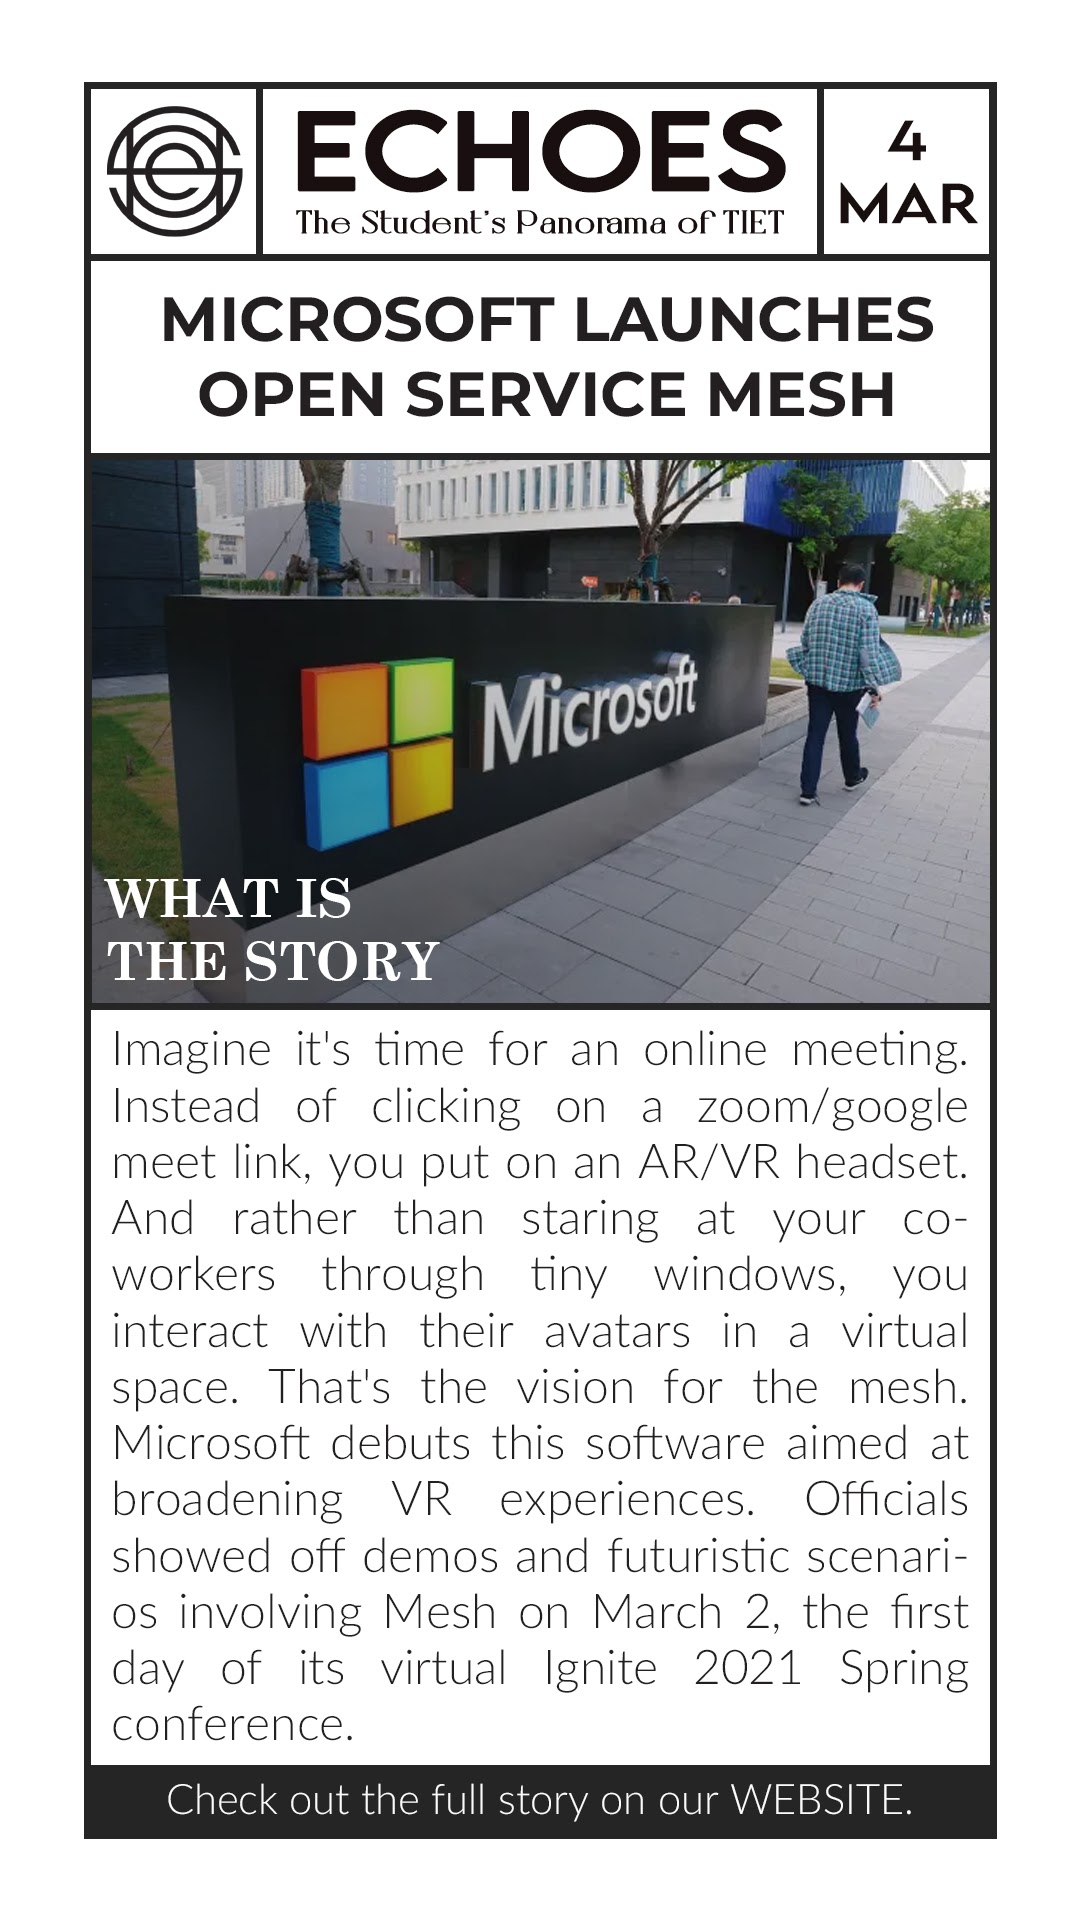 ECHOES
The Student's Panorama of TIET
4
MAR
MICROSOFT LAUNCHES
OPEN SERVICE MESH
Microsoft
WHAT IS
THE STORY
Imagine it's time for an online meeting.
Instead of clicking on a zoom/google
meet link, you put on an AR/VR headset.
And rather than staring at your co-
workers through tiny windows, you
interact with their avatars in a virtual
space. That's the vision for the mesh.
Microsoft debuts this software aimed at
broadening VR experiences. Officials
showed off demos and futuristic scenari-
os involving Mesh on March 2, the first
day of its virtual Ignite 2021 Spring
conference.
Check out the full story on our WEBSITE.